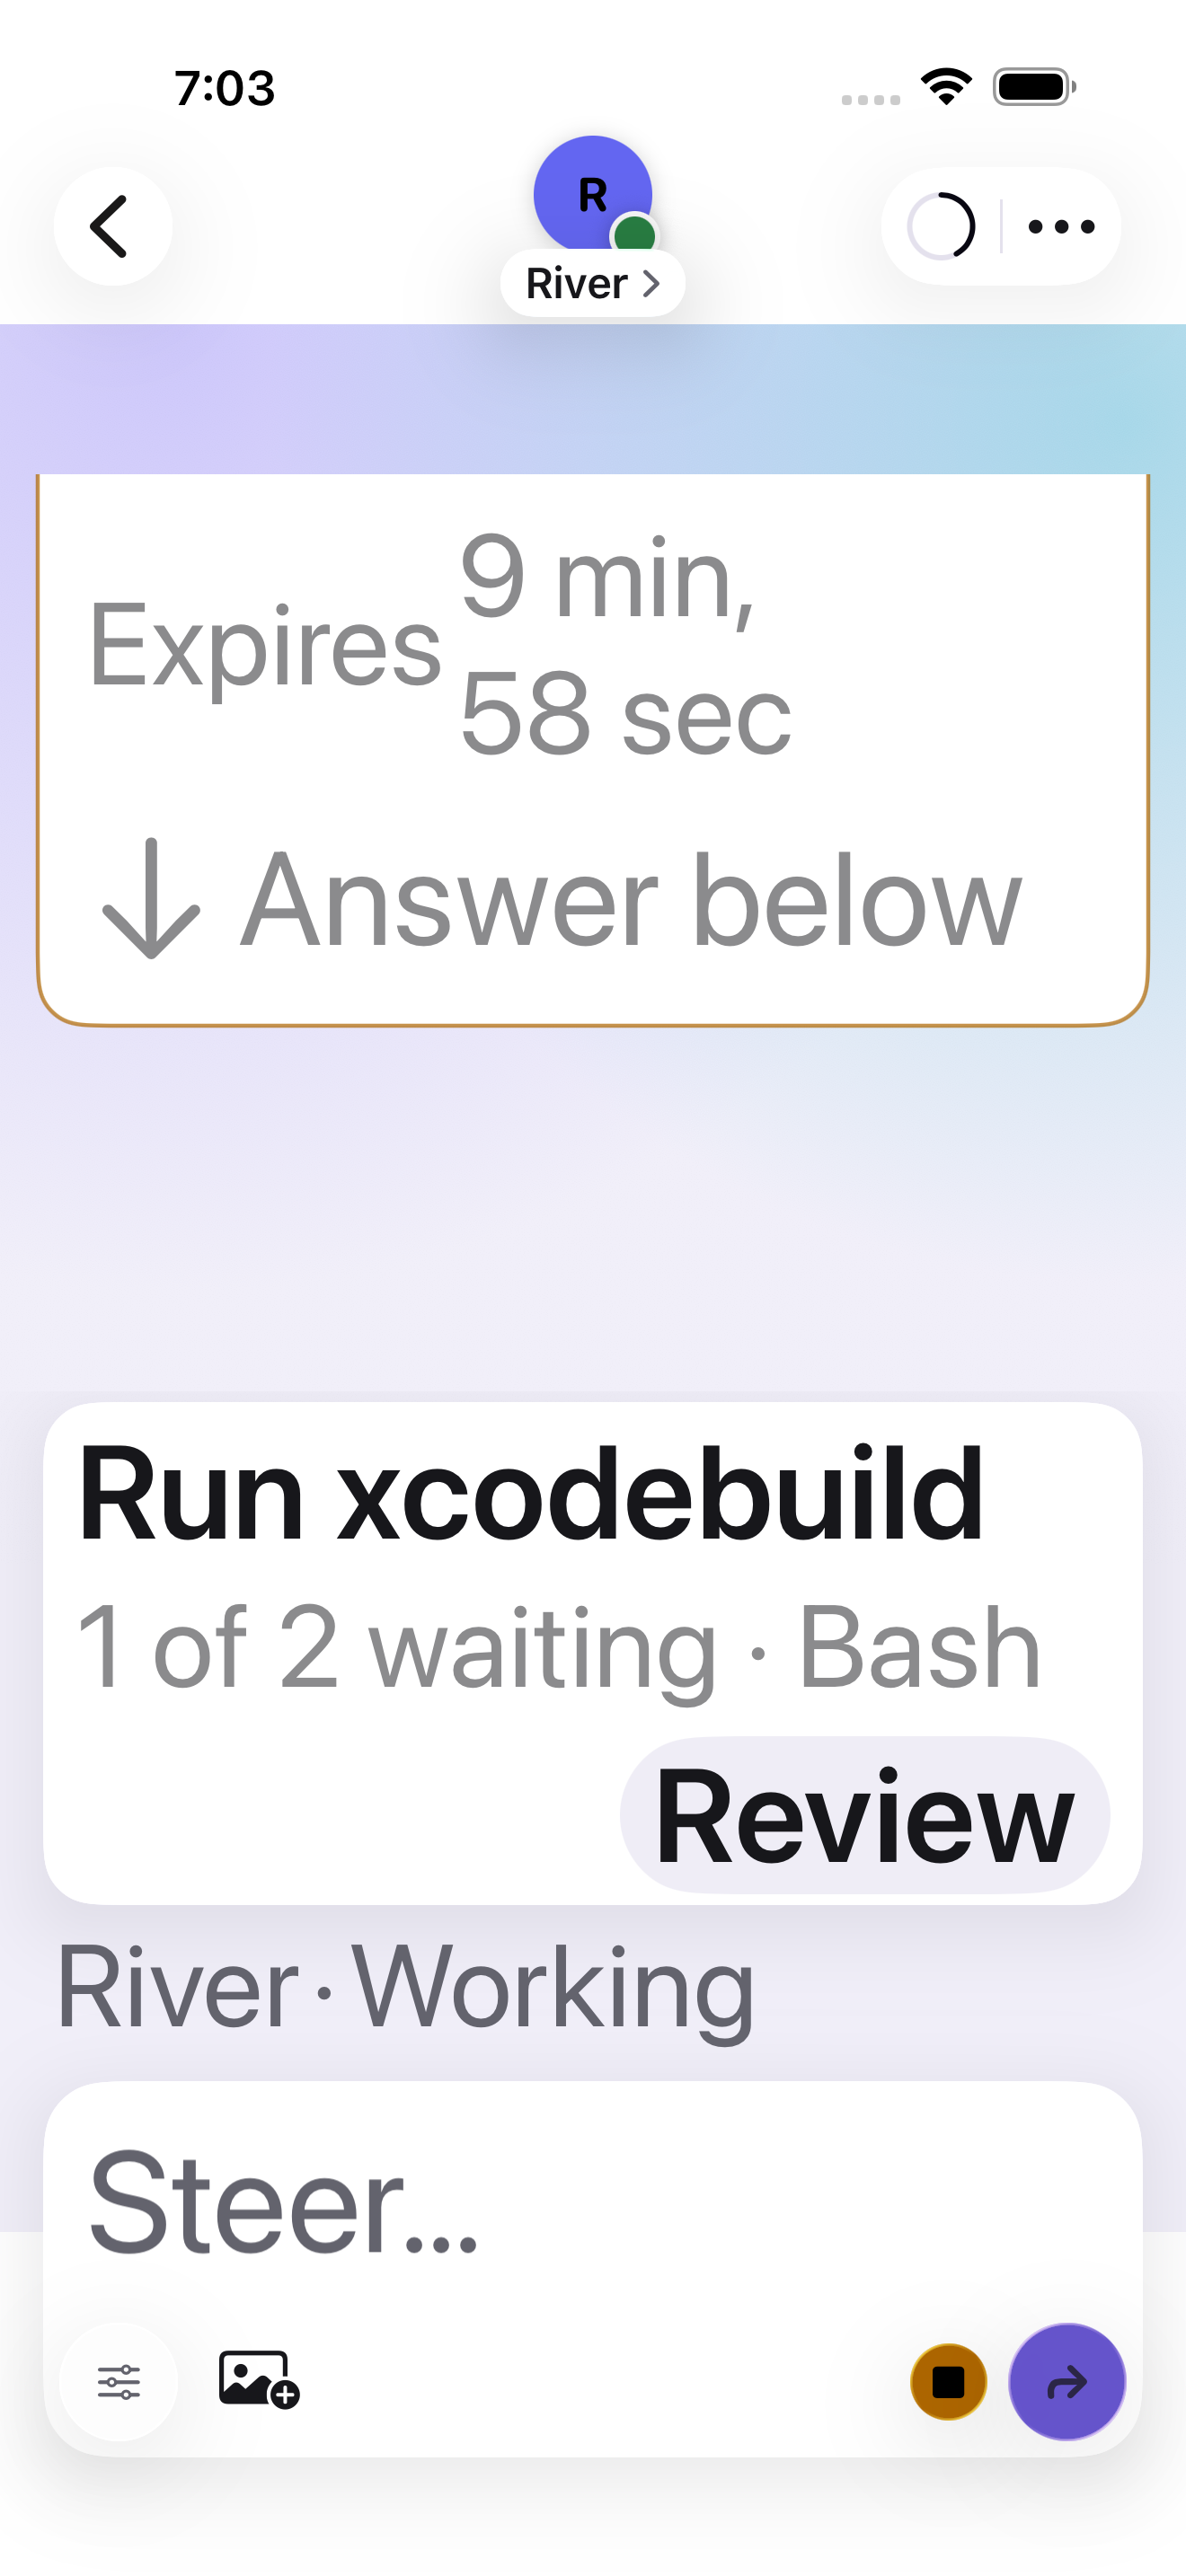 7:03
R
River
Expires 9 min,
58 sec
Answer below
Run xcodebuild
1 of 2 waiting · Bash
Review
River · Working
Steer...